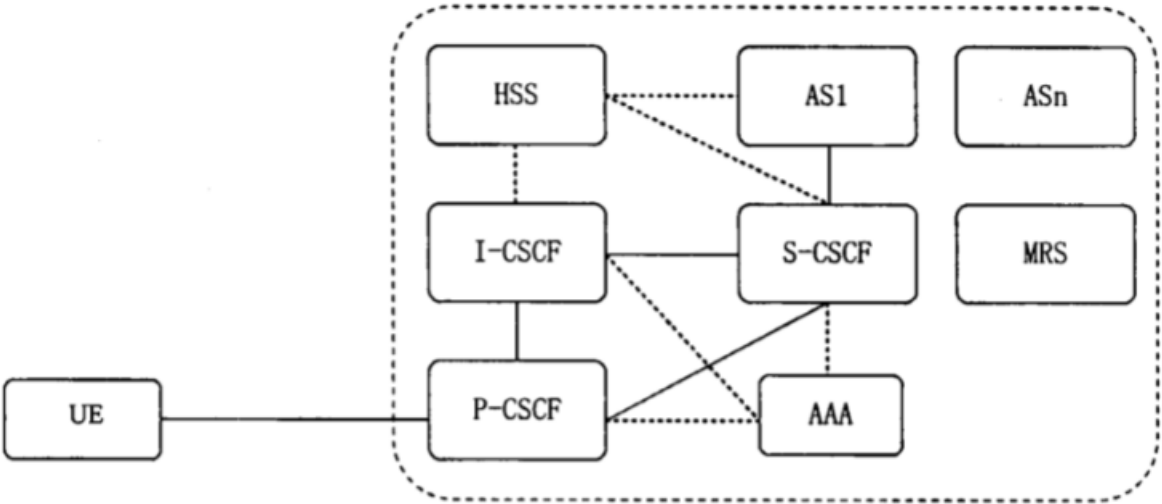 HSS
AS1
ASn
I-CSCF
S-CSCF
MRS
UE
P-CSCF
AAA